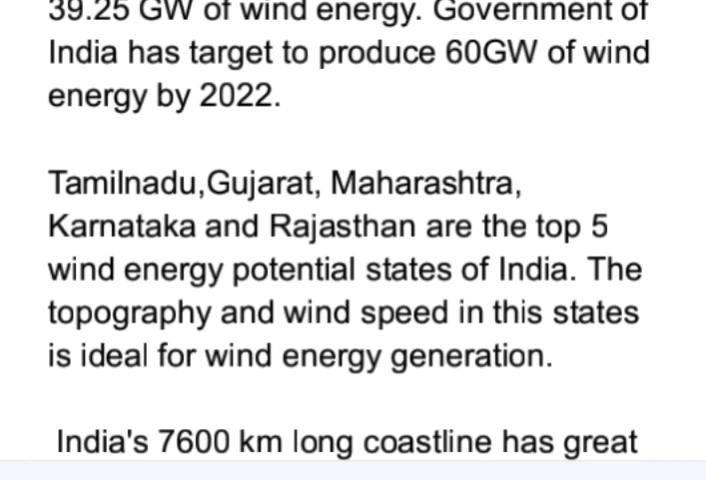 39.25 GW of wind energy. Government of
India has target to produce 60GW of wind
energy by 2022.
Tamilnadu,Gujarat, Maharashtra,
Karnataka and Rajasthan are the top 5
wind energy potential states of India. The
topography and wind speed in this states
is ideal for wind energy generation.
India's 7600 km long coastline has great